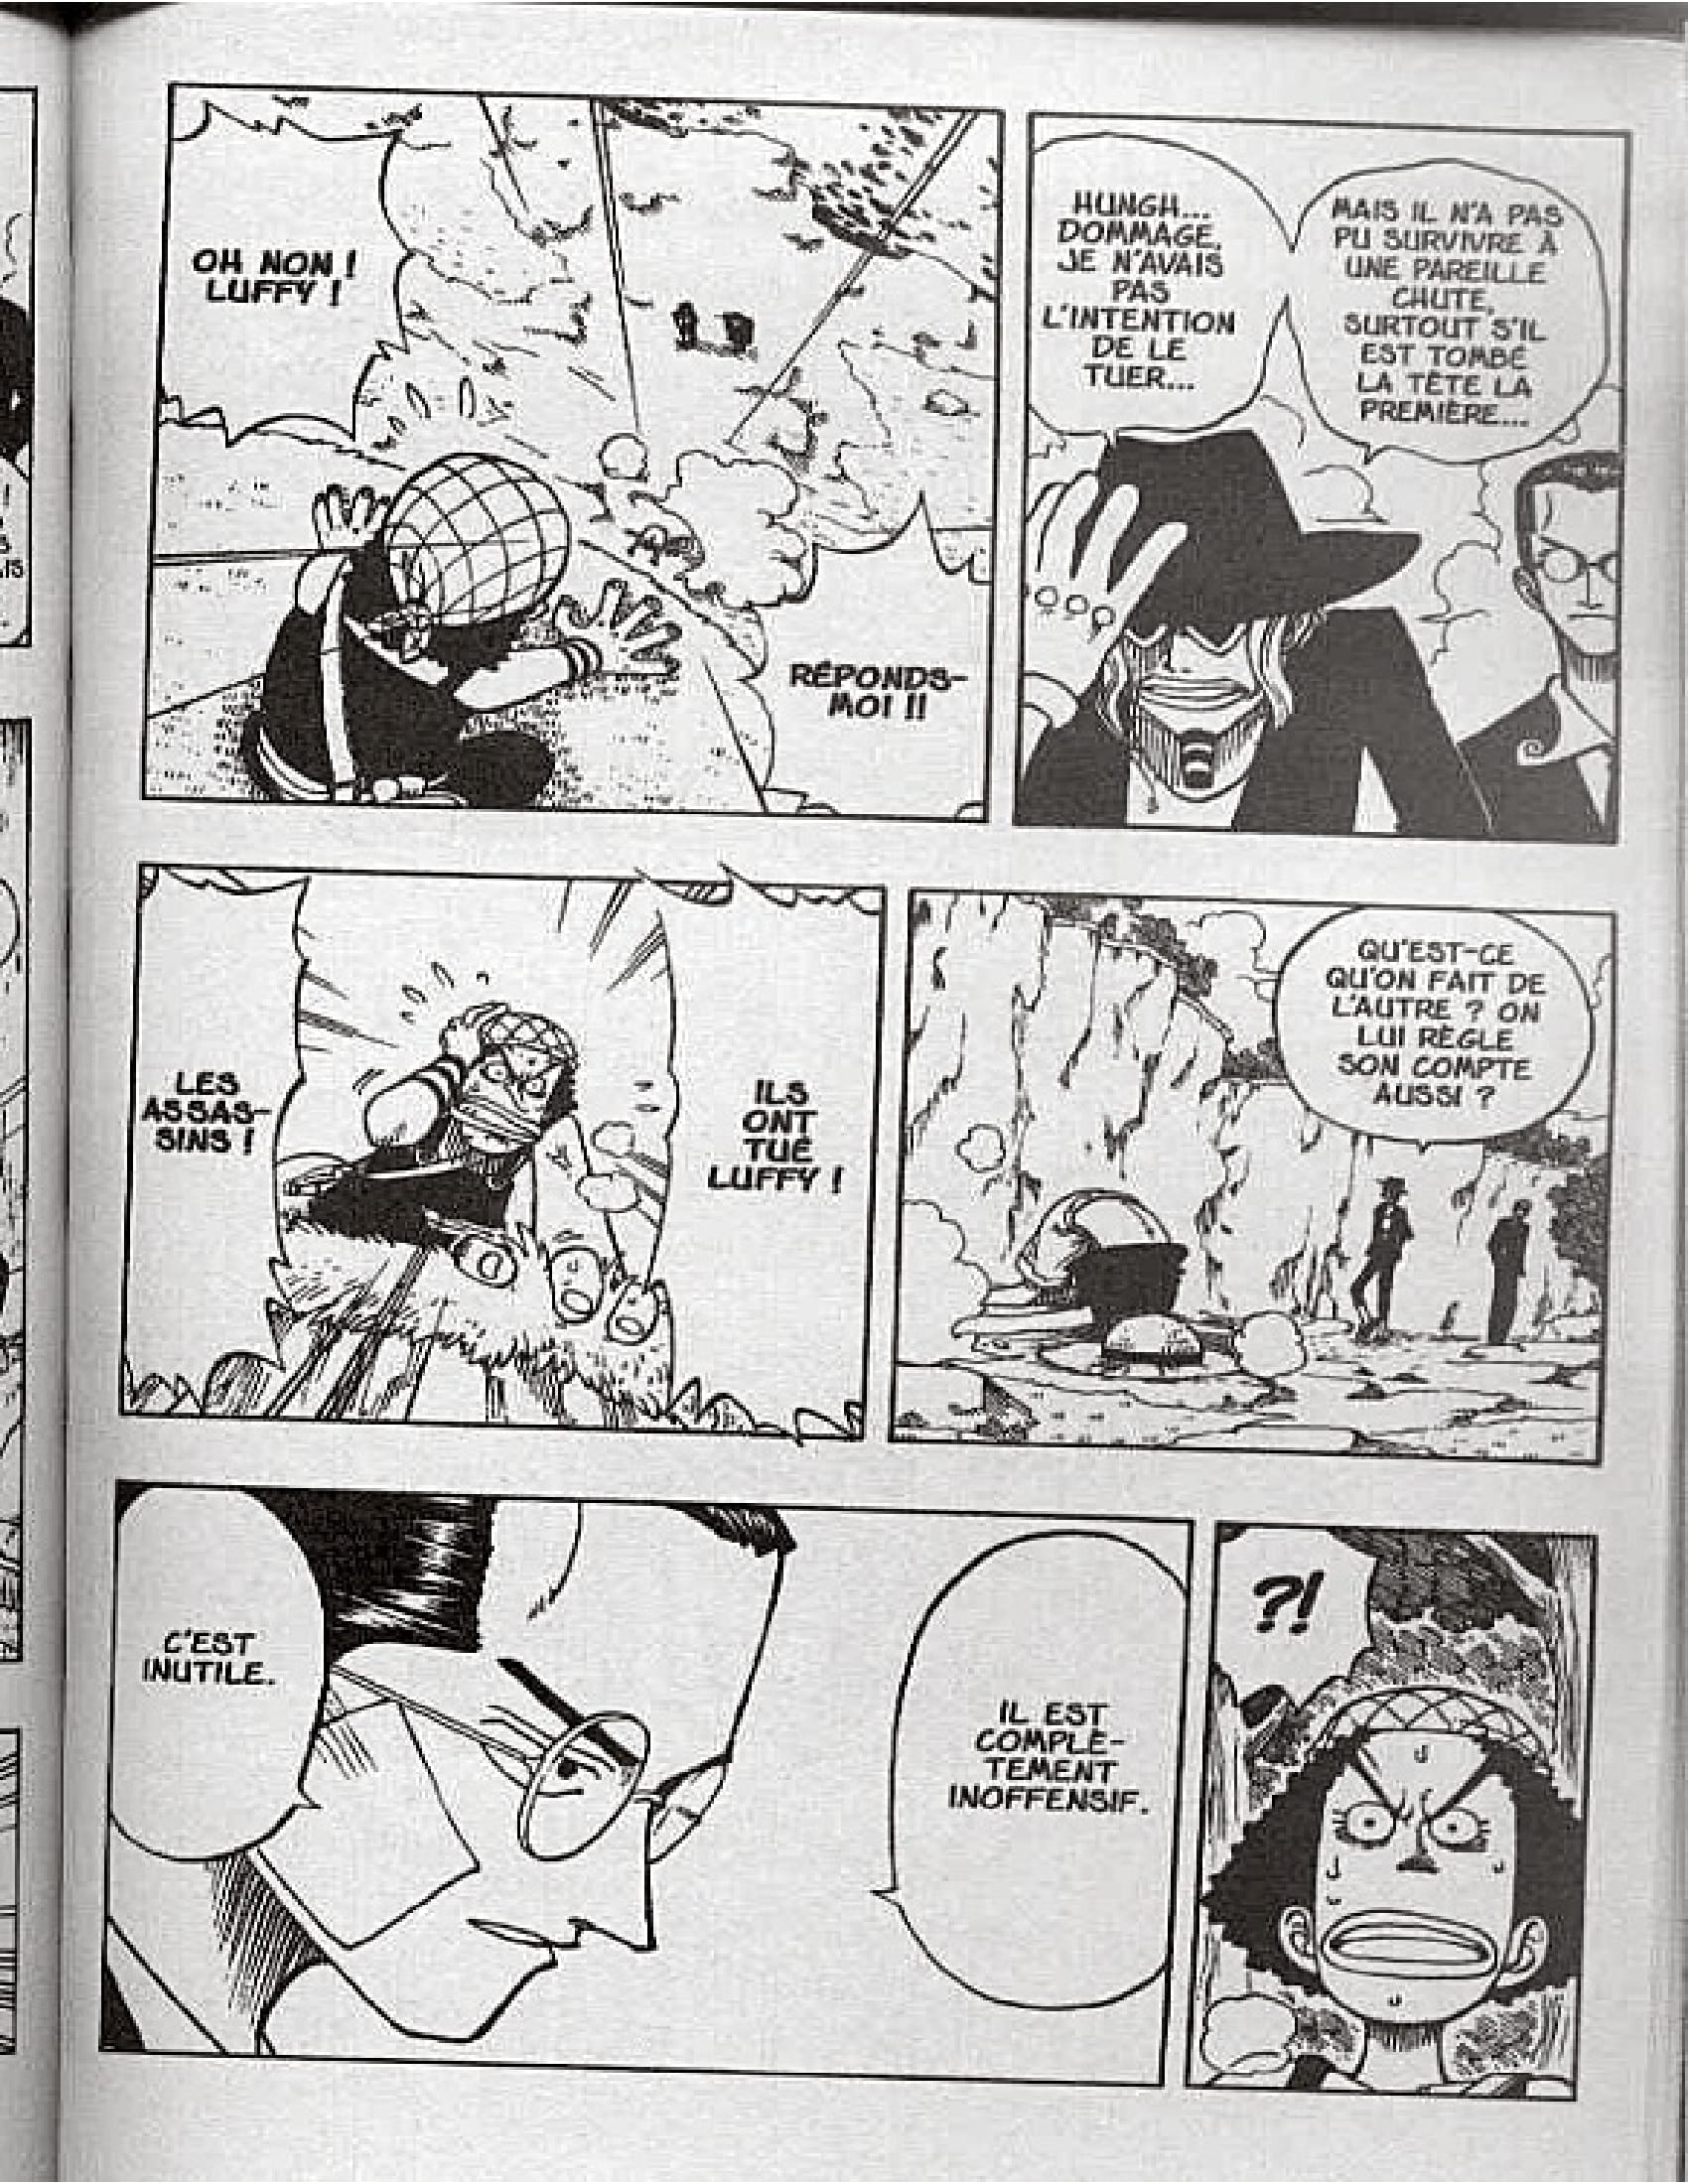 MAIS IL N'A PAS
PU SURVIVRE À
UNE PAREILLE
CHUTE,
SURTOUT S'IL
EST TOMBÉ
LA TÊTE LA
PREMIÈRE...
HUNGH...
DOMMAGE,
JE N'AVAIS
PAS
L'INTENTION
DE LE
TUER...
OH NON !
LUFFY !
RÉPONDS-
MOI !!
QU'EST-CE
QU'ON FAIT DE
L'AUTRE ? ON
LUI RÈGLE
SON COMPTE
AUSSI ?
ILS
ONT
TUÉ
LUFFY !
LES
ASSAS-
SINS !
?!
IL EST
COMPLÈ-
TEMENT
INOFFENSIF.
C'EST
INUTILE.